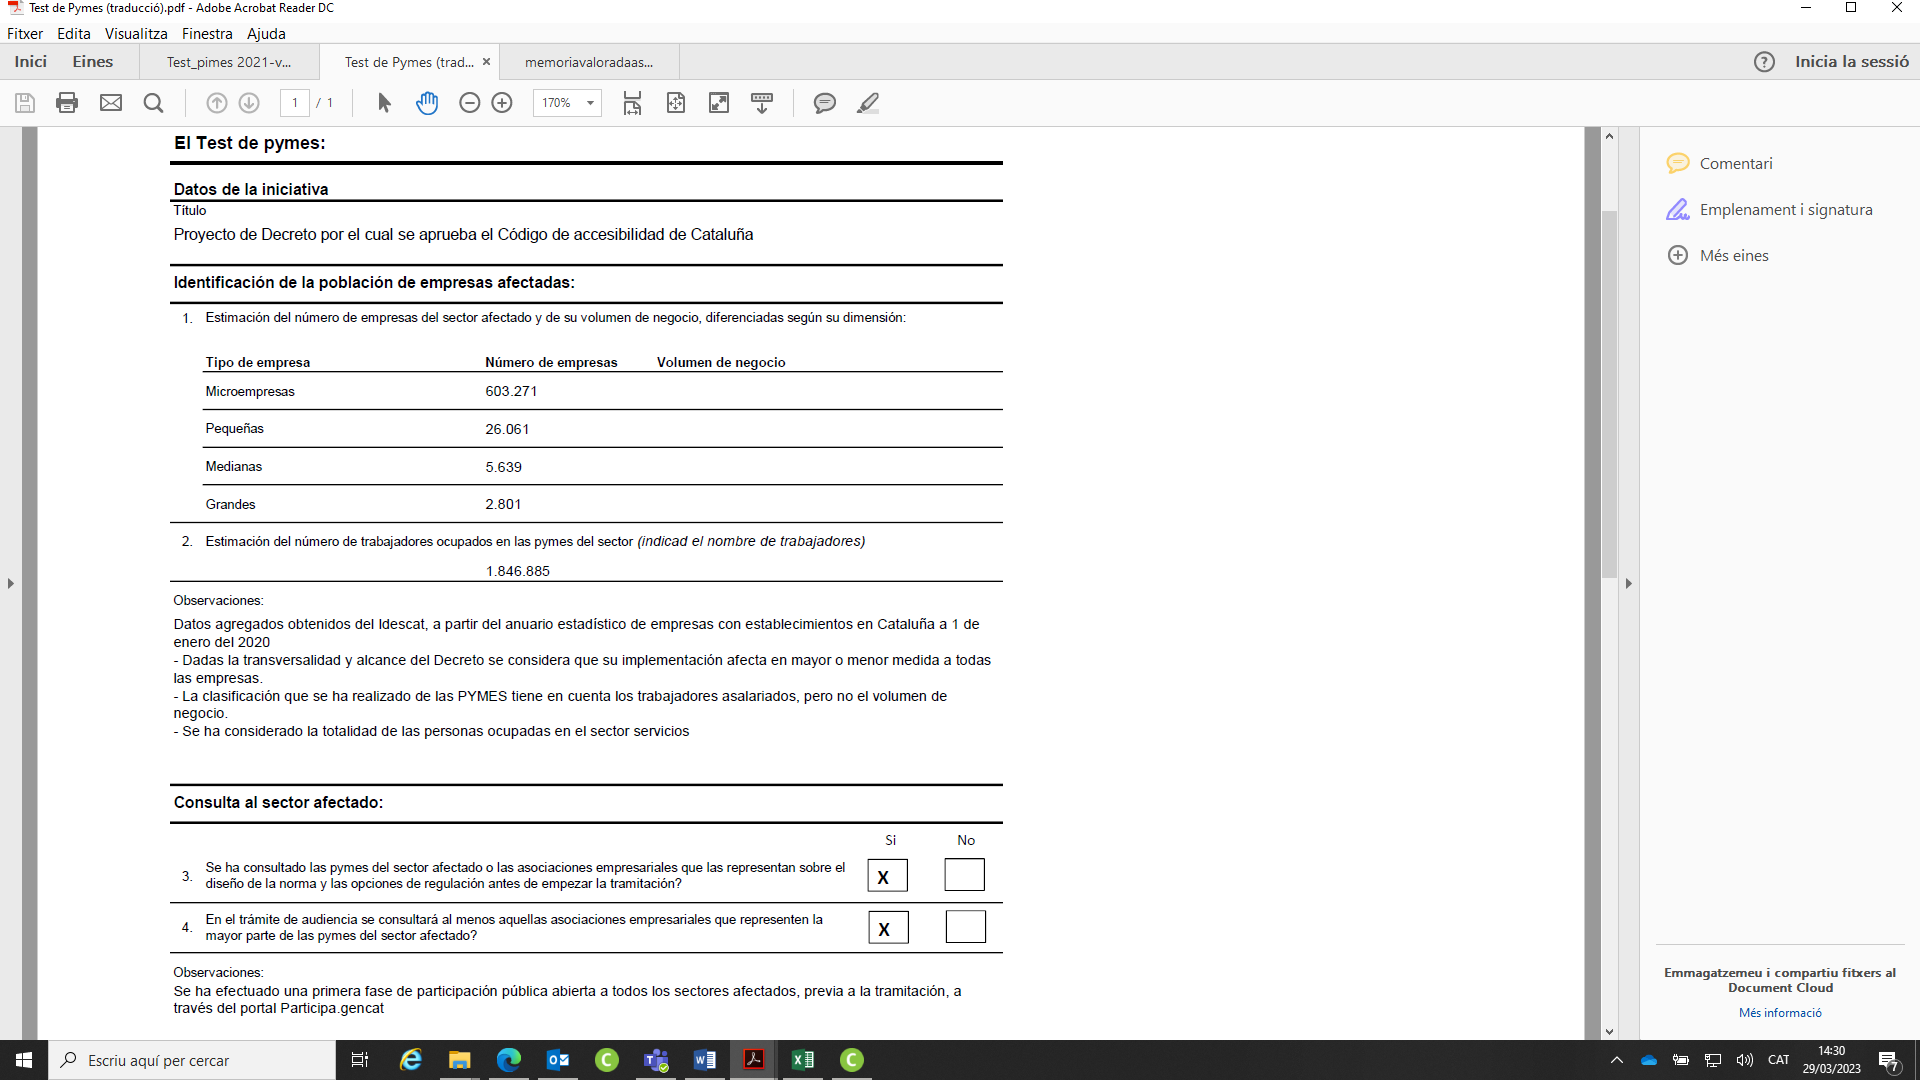 Test de Pymes (traducció).pdf - Adobe Acrobat Reader DC
Fitxer Edita Visualitza Finestra Ajuda
Inici Eines Test_pimes 2021-v... Test de Pymes (trad... memoriavaloradaas... Inicia la sessió
1 / 1 170%
El Test de pymes:
Datos de la iniciativa
Título
Proyecto de Decreto por el cual se aprueba el Código de accesibilidad de Cataluña
Identificación de la población de empresas afectadas:
1. Estimación del número de empresas del sector afectado y de su volumen de negocio, diferenciadas según su dimensión:
Tipo de empresa Número de empresas Volumen de negocio
Microempresas 603.271
Pequeñas 26.061
Medianas 5.639
Grandes 2.801
2. Estimación del número de trabajadores ocupados en las pymes del sector (indicad el nombre de trabajadores)
1.846.885
Observaciones:
Datos agregados obtenidos del Idescat, a partir del anuario estadístico de empresas con establecimientos en Cataluña a 1 de
enero del 2020
- Dadas la transversalidad y alcance del Decreto se considera que su implementación afecta en mayor o menor medida a todas
las empresas.
- La clasificación que se ha realizado de las PYMES tiene en cuenta los trabajadores asalariados, pero no el volumen de
negocio.
- Se ha considerado la totalidad de las personas ocupadas en el sector servicios
Consulta al sector afectado:
Si No
3. Se ha consultado las pymes del sector afectado o las asociaciones empresariales que las representan sobre el
diseño de la norma y las opciones de regulación antes de empezar la tramitación? X
4. En el trámite de audiencia se consultará al menos aquellas asociaciones empresariales que representen la
mayor parte de las pymes del sector afectado? X
Observaciones:
Se ha efectuado una primera fase de participación pública abierta a todos los sectores afectados, previa a la tramitación, a
través del portal Participa.gencat
Comentari
Emplenament i signatura
Més eines
Emmagatzemeu i compartiu fitxers al
Document Cloud
Més informació
Escriu aquí per cercar
CAT
14:30
29/03/2023
7